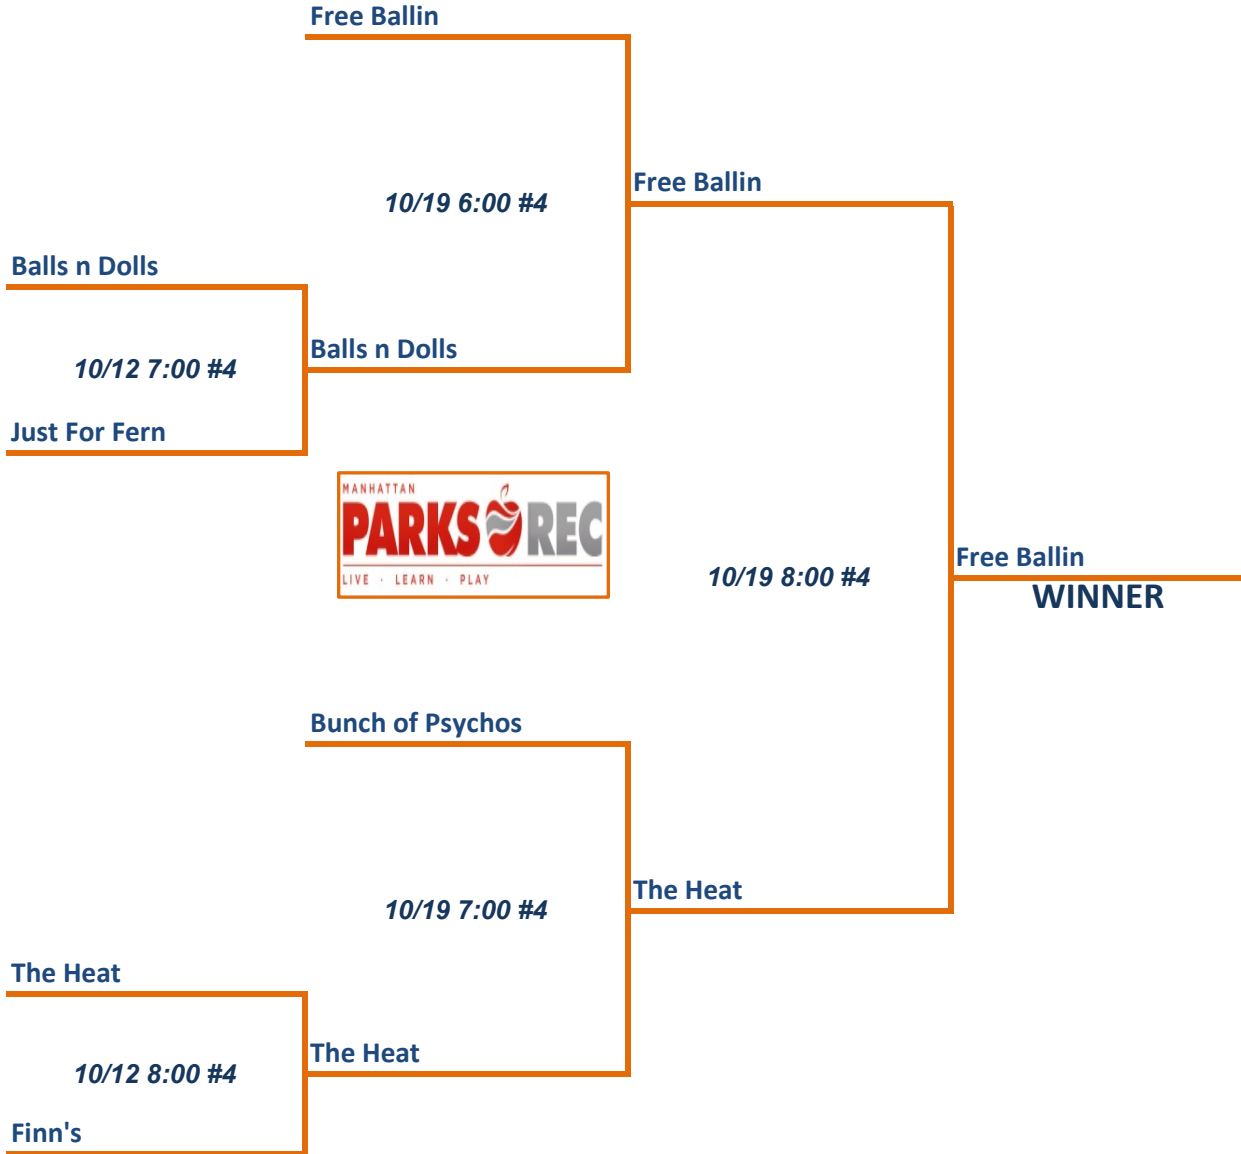 Free Ballin
Free Ballin
10/19 6:00 #4
Balls n Dolls
Balls n Dolls
10/12 7:00 #4
Just For Fern
MANHATTAN
PARKS REC
LIVE · LEARN · PLAY
Free Ballin
10/19 8:00 #4
WINNER
Bunch of Psychos
The Heat
10/19 7:00 #4
The Heat
The Heat
10/12 8:00 #4
Finn's